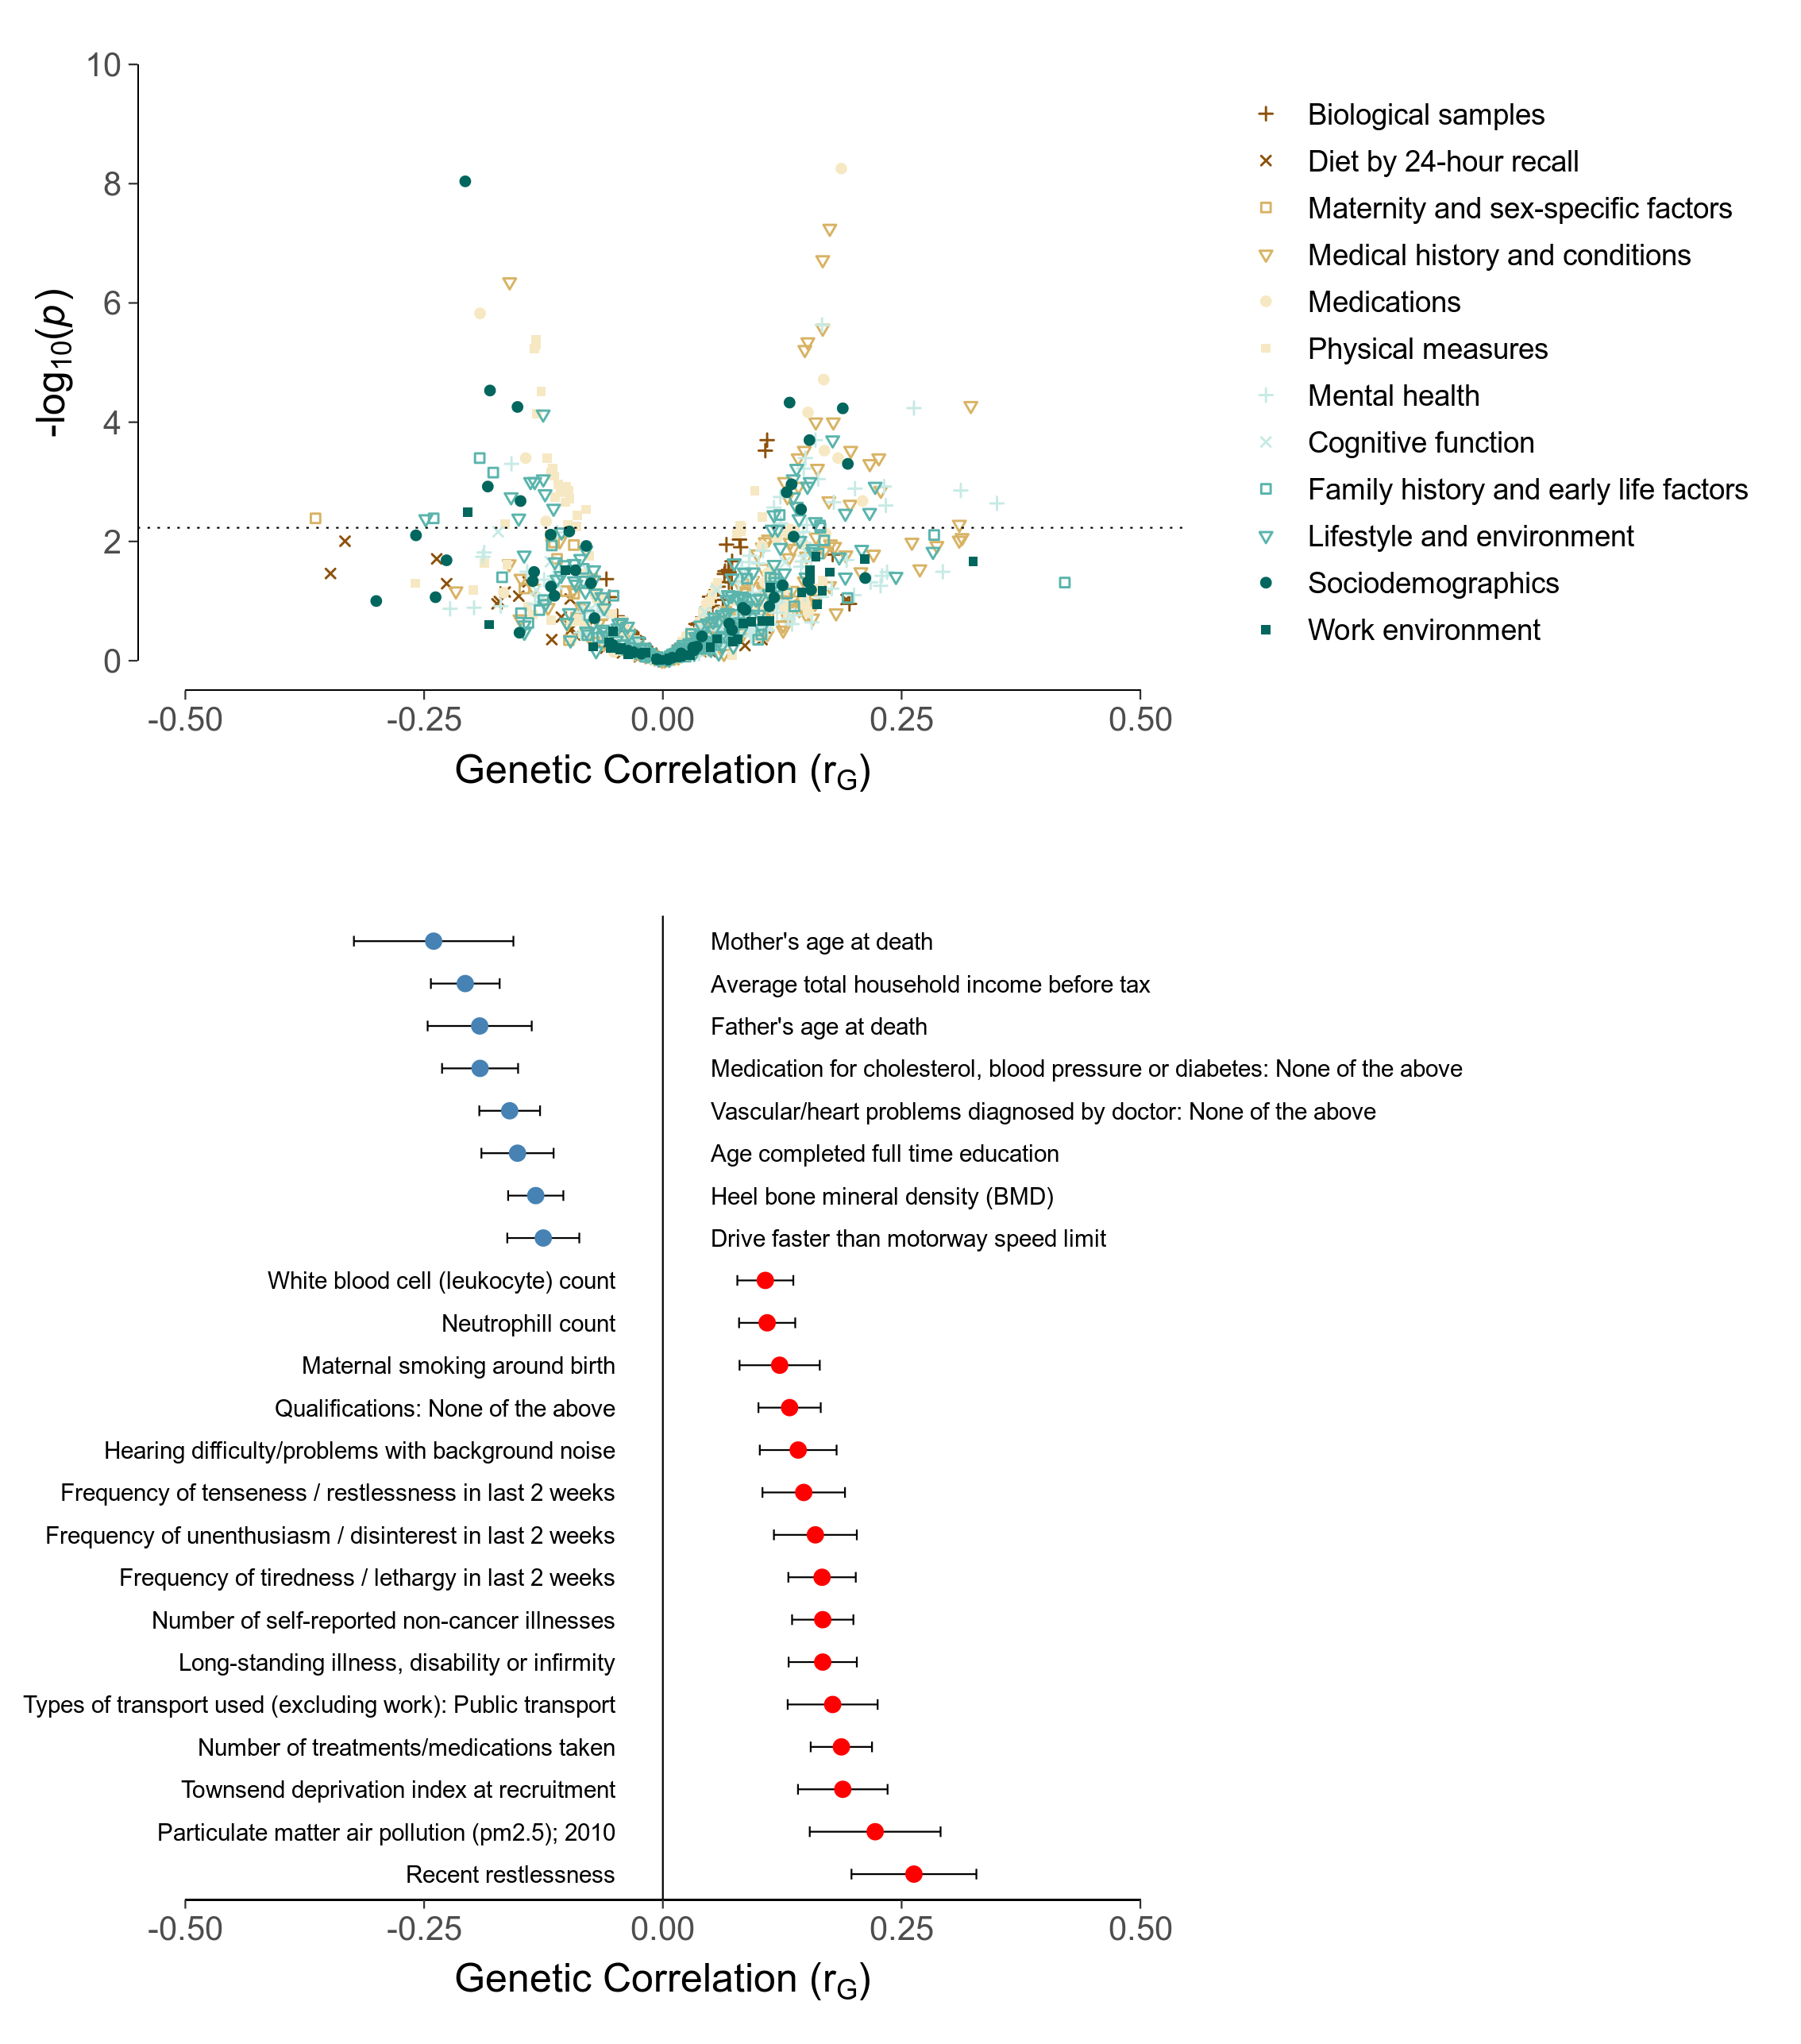 10
8
6
4
2
0
-log10(p)
-0.50 -0.25 0.00 0.25 0.50
Genetic Correlation (rG)
Biological samples
Diet by 24-hour recall
Maternity and sex-specific factors
Medical history and conditions
Medications
Physical measures
Mental health
Cognitive function
Family history and early life factors
Lifestyle and environment
Sociodemographics
Work environment
Mother's age at death
Average total household income before tax
Father's age at death
Medication for cholesterol, blood pressure or diabetes: None of the above
Vascular/heart problems diagnosed by doctor: None of the above
Age completed full time education
Heel bone mineral density (BMD)
Drive faster than motorway speed limit
White blood cell (leukocyte) count
Neutrophill count
Maternal smoking around birth
Qualifications: None of the above
Hearing difficulty/problems with background noise
Frequency of tenseness / restlessness in last 2 weeks
Frequency of unenthusiasm / disinterest in last 2 weeks
Frequency of tiredness / lethargy in last 2 weeks
Number of self-reported non-cancer illnesses
Long-standing illness, disability or infirmity
Types of transport used (excluding work): Public transport
Number of treatments/medications taken
Townsend deprivation index at recruitment
Particulate matter air pollution (pm2.5); 2010
Recent restlessness
-0.50 -0.25 0.00 0.25 0.50
Genetic Correlation (rG)